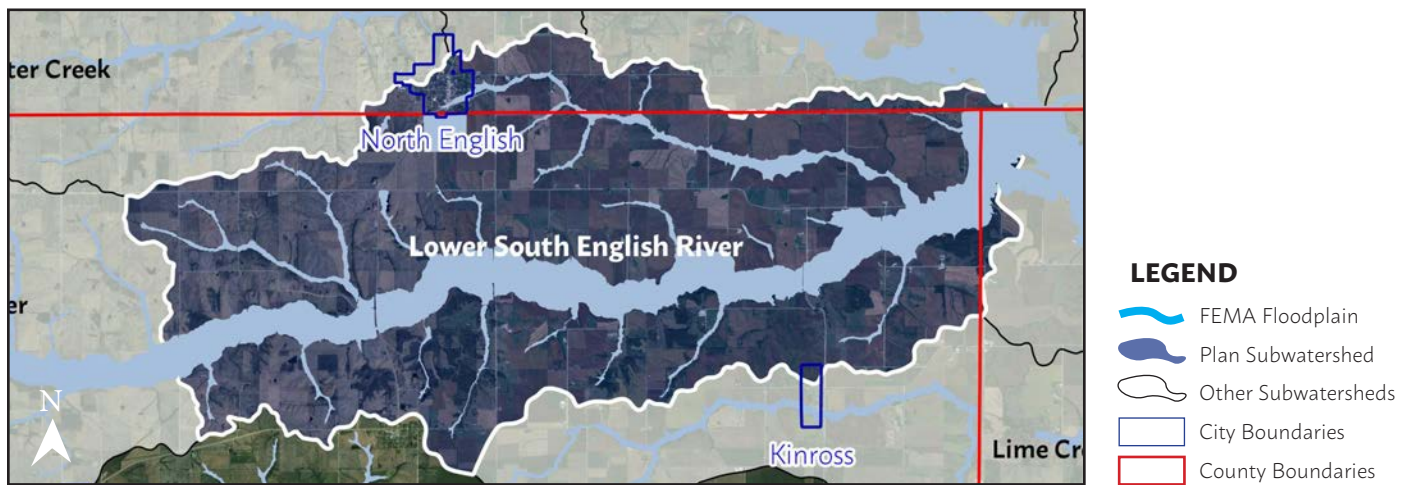 ter Creek
North English
Lower South English River
er
N
Kinross
Lime Cr
LEGEND
FEMA Floodplain
Plan Subwatershed
Other Subwatersheds
City Boundaries
County Boundaries